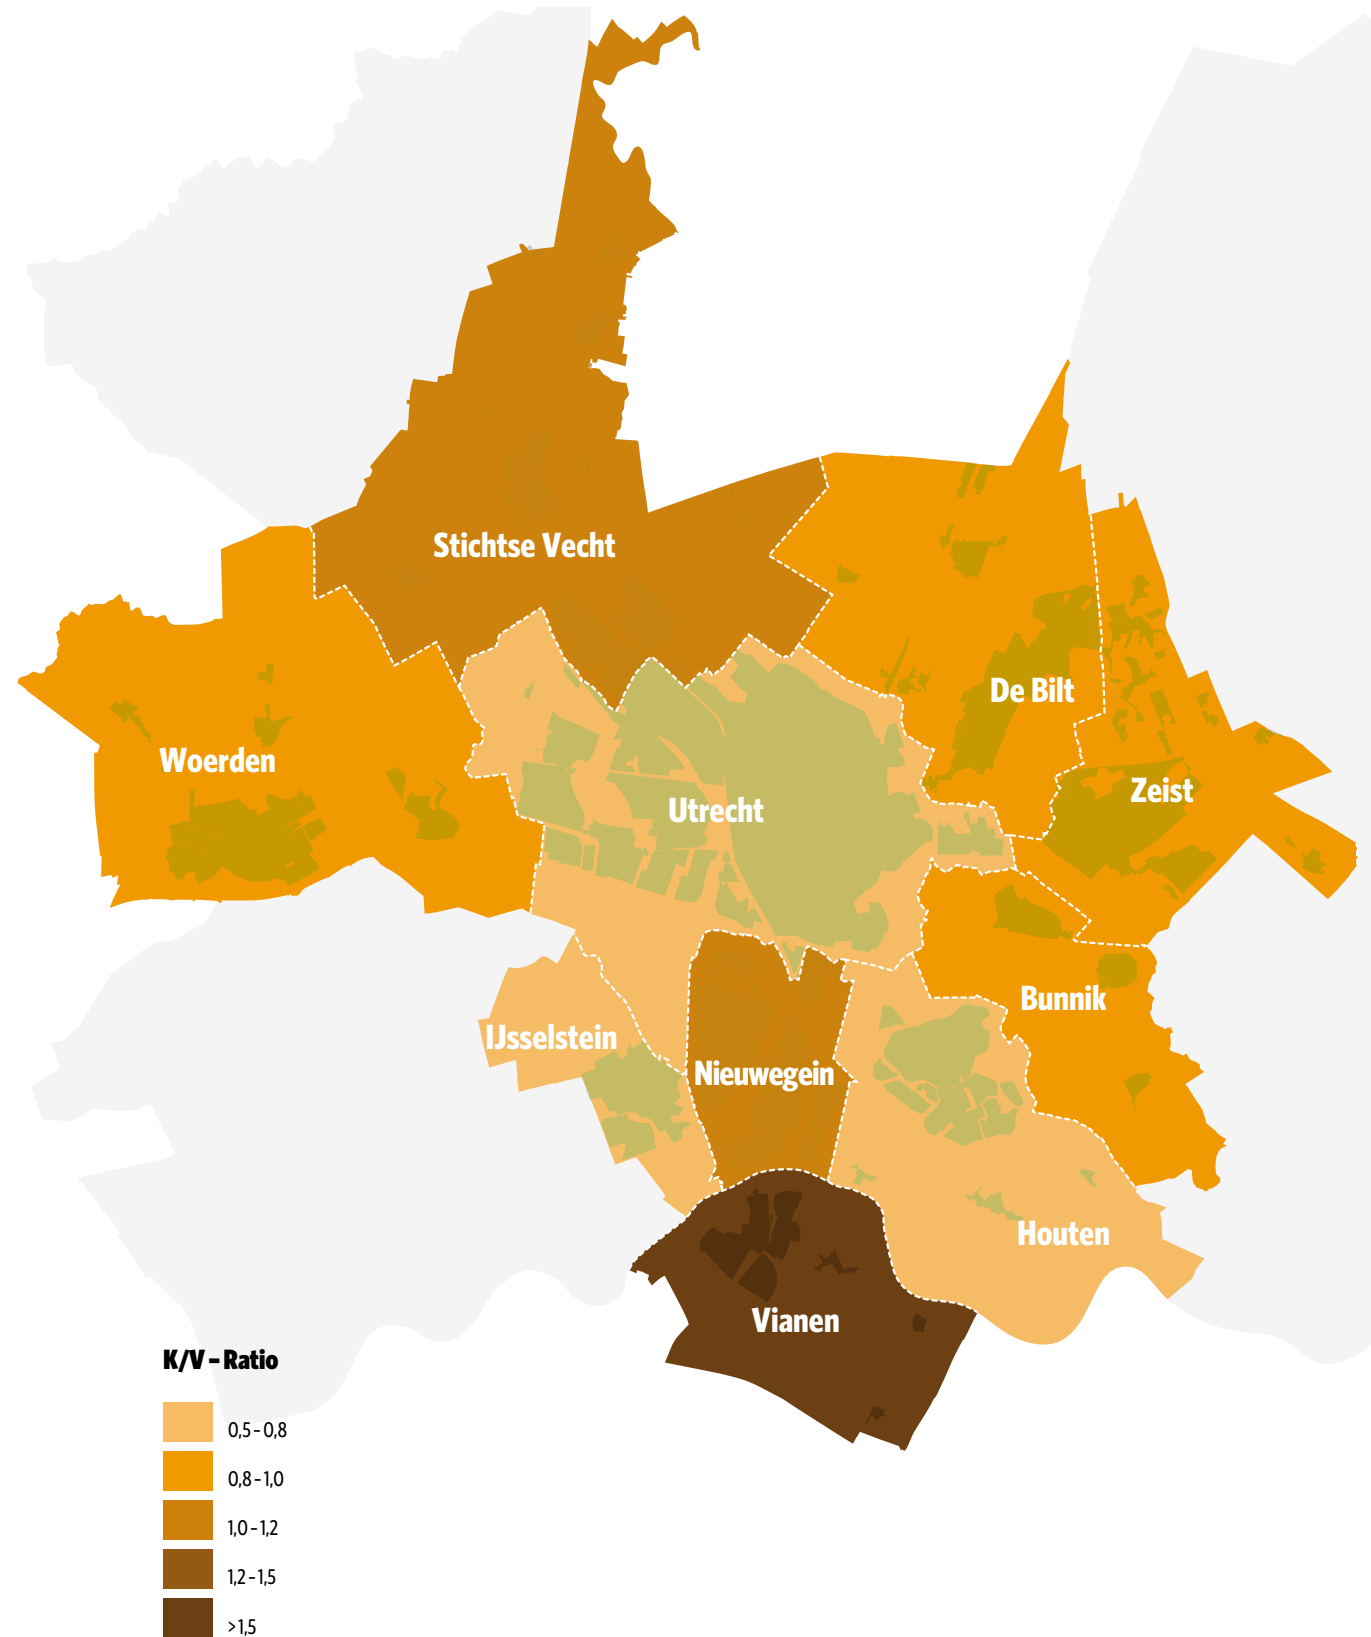 Stichtse Vecht
De Bilt
Woerden
Zeist
Utrecht
Bunnik
IJsselstein
Nieuwegein
Houten
Vianen
K/V – Ratio
0,5 - 0,8
0,8 - 1,0
1,0 - 1,2
1,2 - 1,5
> 1,5